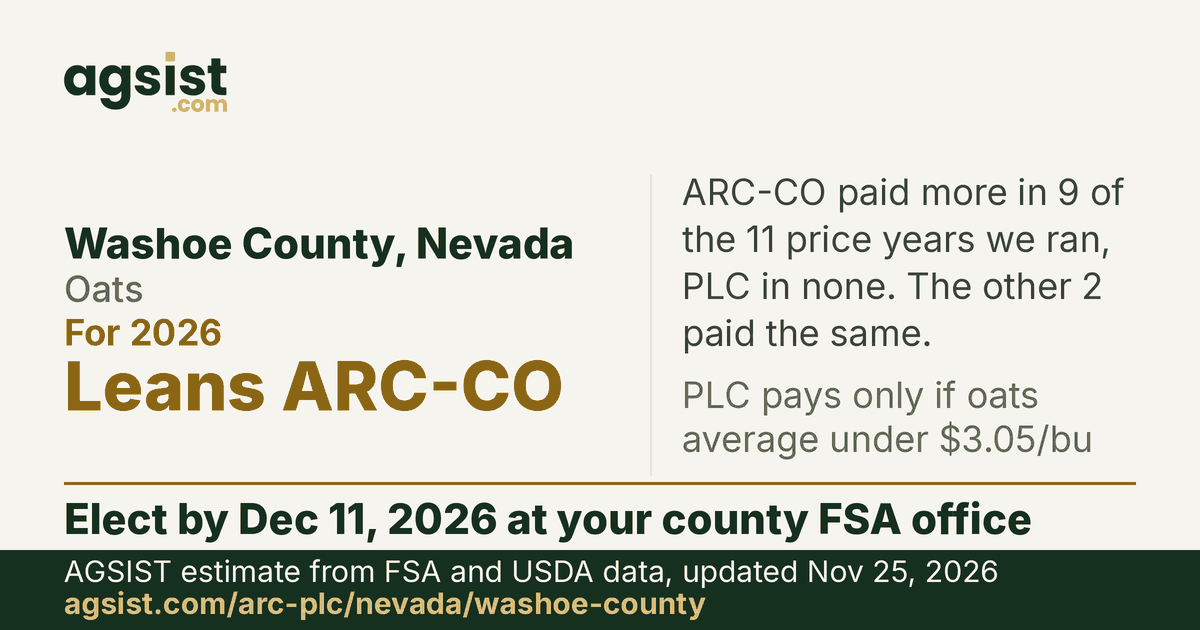 agsist
.com
Washoe County, Nevada
Oats
For 2026
Leans ARC-CO
ARC-CO paid more in 9 of
the 11 price years we ran,
PLC in none. The other 2
paid the same.
PLC pays only if oats
average under $3.05/bu
Elect by Dec 11, 2026 at your county FSA office
AGSIST estimate from FSA and USDA data, updated Nov 25, 2026
agsist.com/arc-plc/nevada/washoe-county